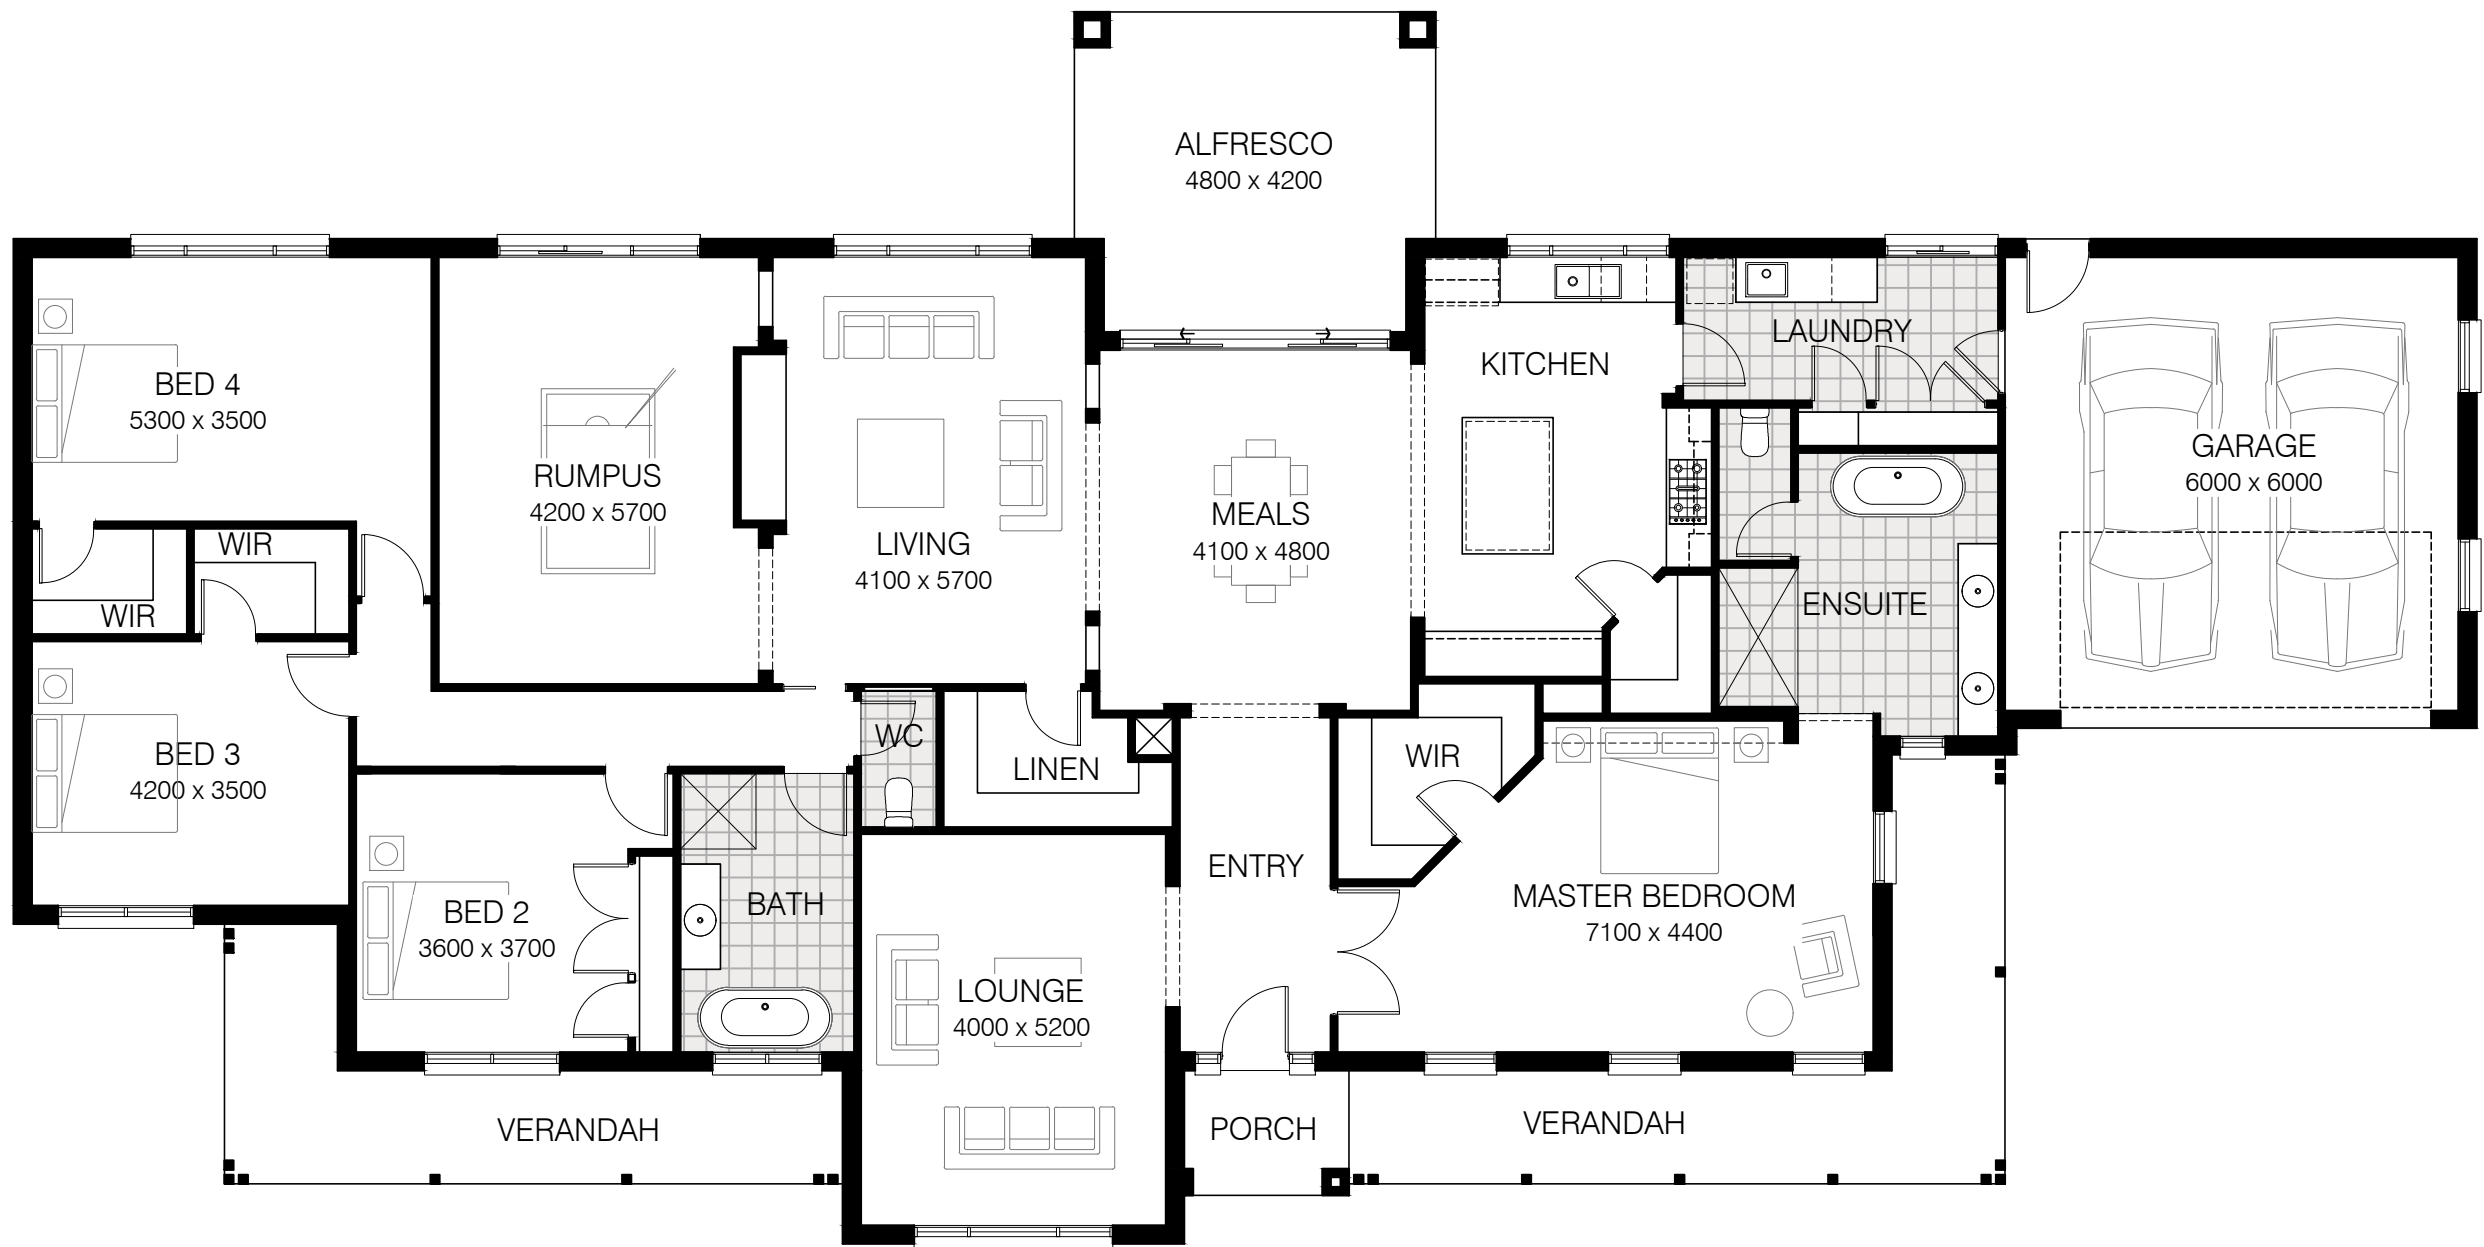 ALFRESCO
4800 x 4200
BED 4
5300 x 3500
RUMPUS
4200 x 5700
LIVING
4100 x 5700
MEALS
4100 x 4800
KITCHEN
LAUNDRY
GARAGE
6000 x 6000
WIR
WIR
ENSUITE
BED 3
4200 x 3500
WC
LINEN
WIR
BED 2
3600 x 3700
BATH
ENTRY
MASTER BEDROOM
7100 x 4400
LOUNGE
4000 x 5200
VERANDAH
PORCH
VERANDAH